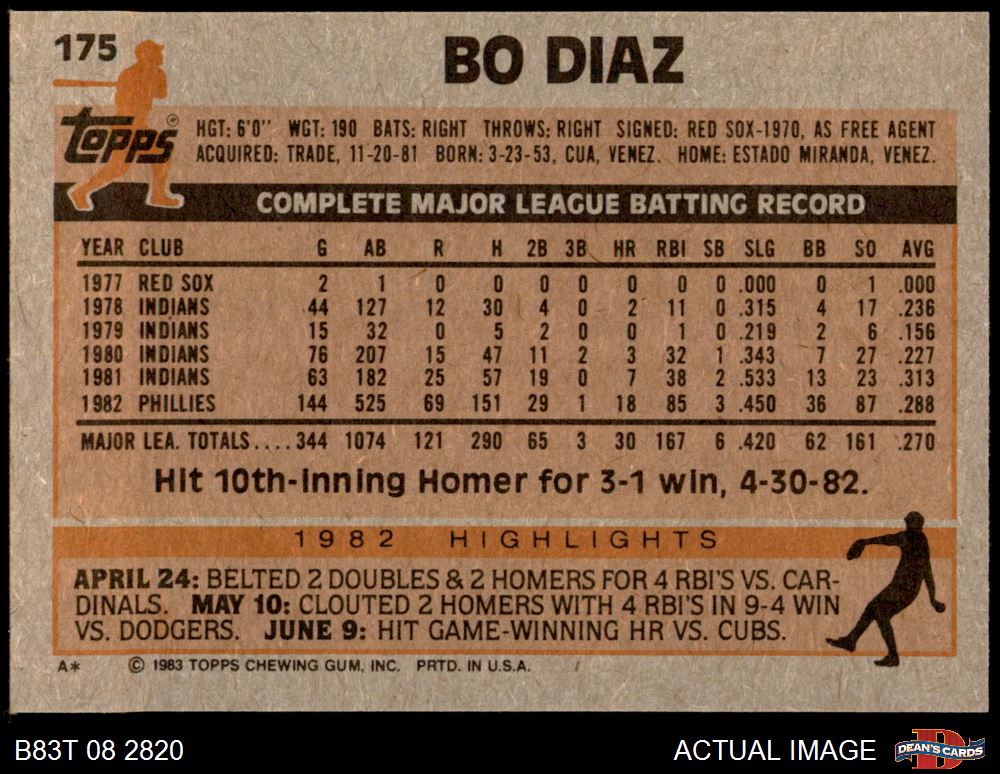 175
BO DIAZ
topps®
HGT: 6'0" WGT: 190 BATS: RIGHT THROWS: RIGHT SIGNED: RED SOX-1970, AS FREE AGENT
ACQUIRED: TRADE, 11-20-81 BORN: 3-23-53, CUA, VENEZ. HOME: ESTADO MIRANDA, VENEZ.
COMPLETE MAJOR LEAGUE BATTING RECORD
YEAR CLUB G AB R H 2B 3B HR RBI SB SLG BB SO AVG
1977 RED SOX 2 1 0 0 0 0 0 0 0 .000 0 1 .000
1978 INDIANS 44 127 12 30 4 0 2 11 0 .315 4 17 .236
1979 INDIANS 15 32 0 5 2 0 0 1 0 .219 2 6 .156
1980 INDIANS 76 207 15 47 11 2 3 32 1 .343 7 27 .227
1981 INDIANS 63 182 25 57 19 0 7 38 2 .533 13 23 .313
1982 PHILLIES 144 525 69 151 29 1 18 85 3 .450 36 87 .288
MAJOR LEA. TOTALS....344 1074 121 290 65 3 30 167 6 .420 62 161 .270
Hit 10th-inning Homer for 3-1 win, 4-30-82.
1982 HIGHLIGHTS
APRIL 24: BELTED 2 DOUBLES & 2 HOMERS FOR 4 RBI'S VS. CAR-
DINALS. MAY 10: CLOUTED 2 HOMERS WITH 4 RBI'S IN 9-4 WIN
VS. DODGERS. JUNE 9: HIT GAME-WINNING HR VS. CUBS.
A* © 1983 TOPPS CHEWING GUM, INC. PRTD. IN U.S.A.
B83T 08 2820 ACTUAL IMAGE DEAN'S CARDS